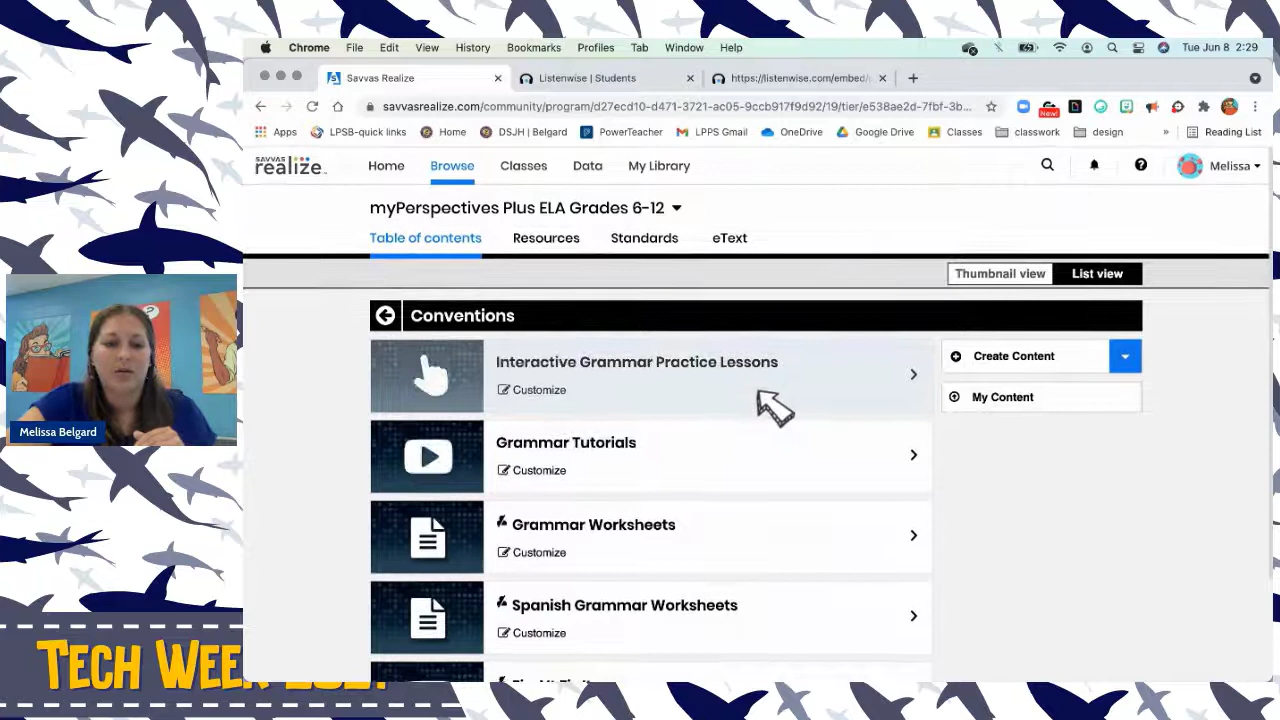 Chrome File Edit View History Bookmarks Profiles Tab Window Help Tue Jun 8 2:29
Savvas Realize Listenwise | Students https://listenwise.com/embed/
savvasrealize.com/community/program/d27ecd10-d471-3721-ac05-9ccb917f9d92/19/tier/e538ae2d-7fbf-3b...
New!
Apps LPSB-quick links Home DSJH | Belgard PowerTeacher LPPS Gmail OneDrive Google Drive Classes classwork design » Reading List
SAVVAS
realize Home Browse Classes Data My Library Melissa
myPerspectives Plus ELA Grades 6-12
Table of contents Resources Standards eText
Thumbnail view List view
Conventions
Interactive Grammar Practice Lessons
Customize
Create Content
My Content
Grammar Tutorials
Customize
Grammar Worksheets
Customize
Spanish Grammar Worksheets
Customize
Melissa Belgard
TECH WEEK